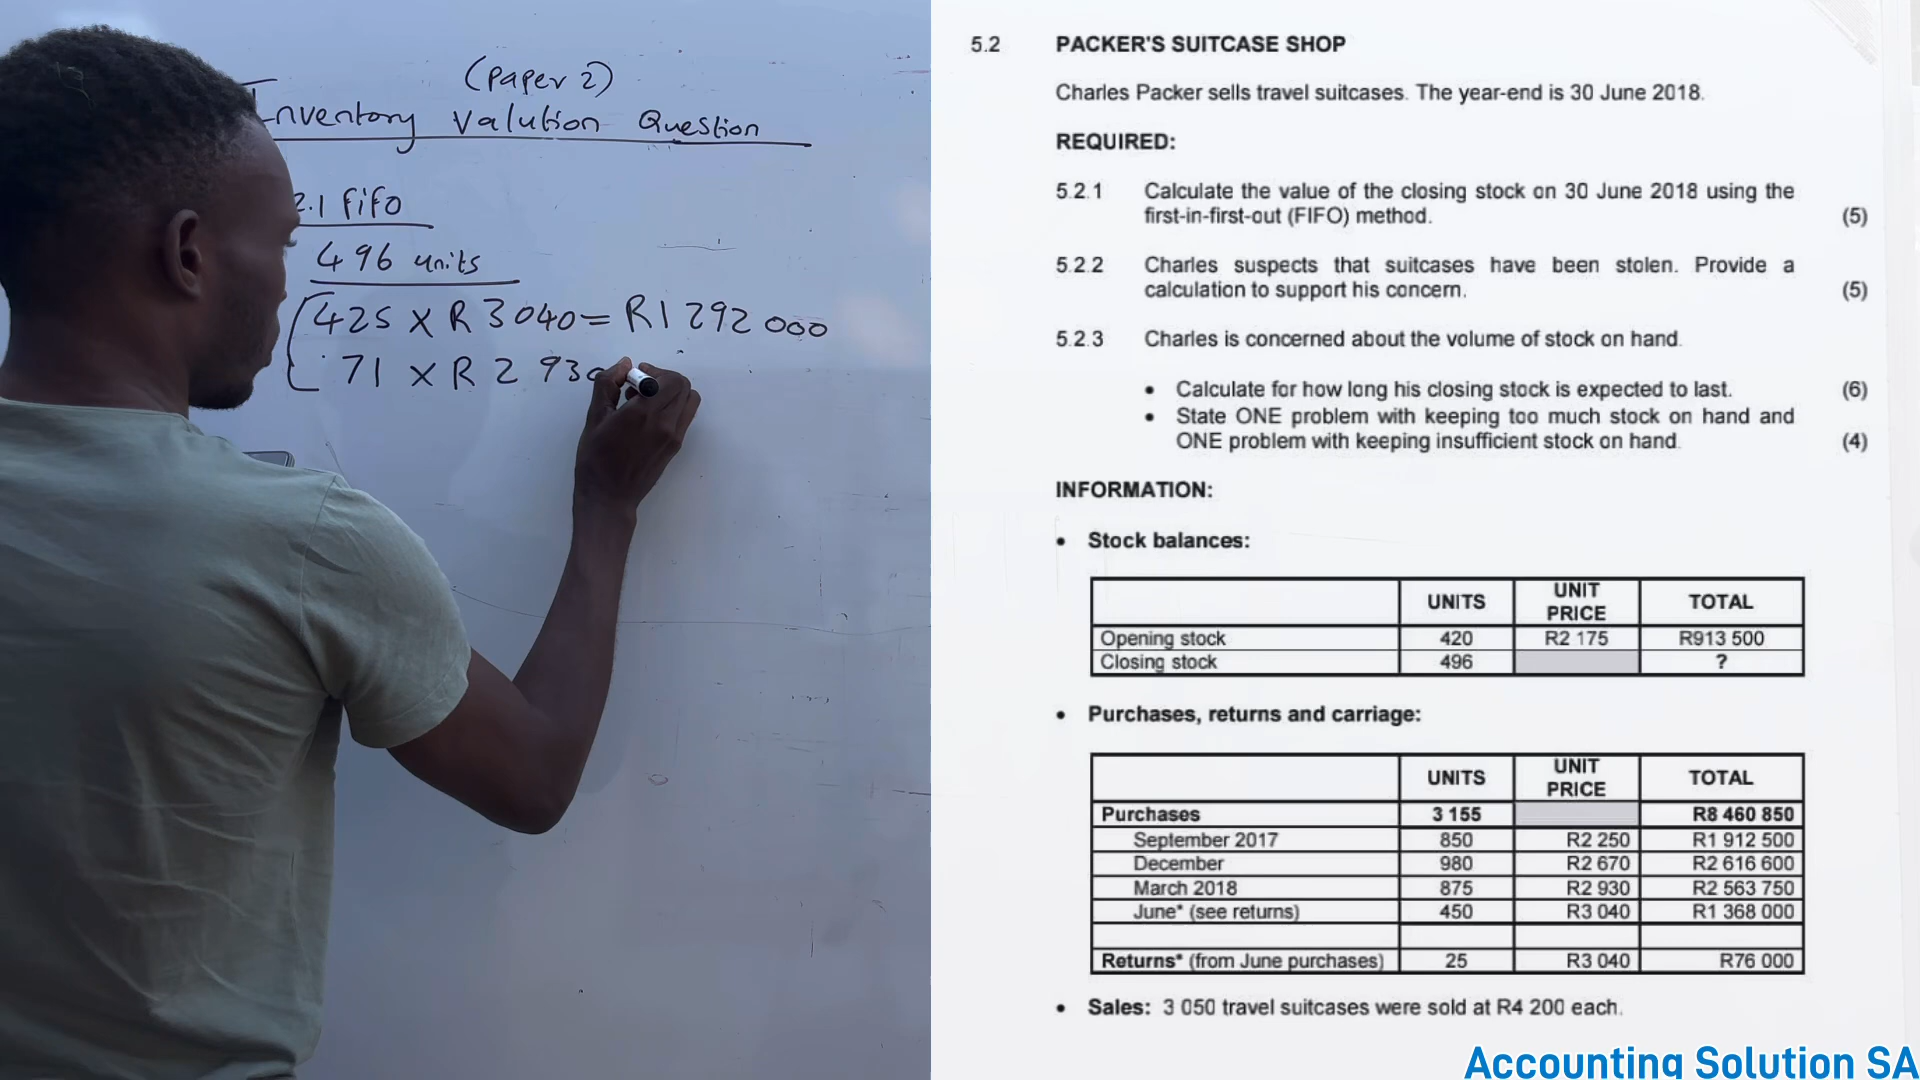 (Paper 2)
Inventory Valution Question
2.1 fifo
496 units
425 X R 3040 = R1 292 000
71 X R 2 930
5.2 PACKER'S SUITCASE SHOP
Charles Packer sells travel suitcases. The year-end is 30 June 2018.
REQUIRED:
5.2.1 Calculate the value of the closing stock on 30 June 2018 using the
first-in-first-out (FIFO) method. (5)
5.2.2 Charles suspects that suitcases have been stolen. Provide a
calculation to support his concern. (5)
5.2.3 Charles is concerned about the volume of stock on hand.
• Calculate for how long his closing stock is expected to last. (6)
• State ONE problem with keeping too much stock on hand and
ONE problem with keeping insufficient stock on hand. (4)
INFORMATION:
• Stock balances:
UNITS UNIT PRICE TOTAL
Opening stock 420 R2 175 R913 500
Closing stock 496 ?
• Purchases, returns and carriage:
UNITS UNIT PRICE TOTAL
Purchases 3 155 R8 460 850
September 2017 850 R2 250 R1 912 500
December 980 R2 670 R2 616 600
March 2018 875 R2 930 R2 563 750
June* (see returns) 450 R3 040 R1 368 000
Returns* (from June purchases) 25 R3 040 R76 000
• Sales: 3 050 travel suitcases were sold at R4 200 each.
Accounting Solution SA